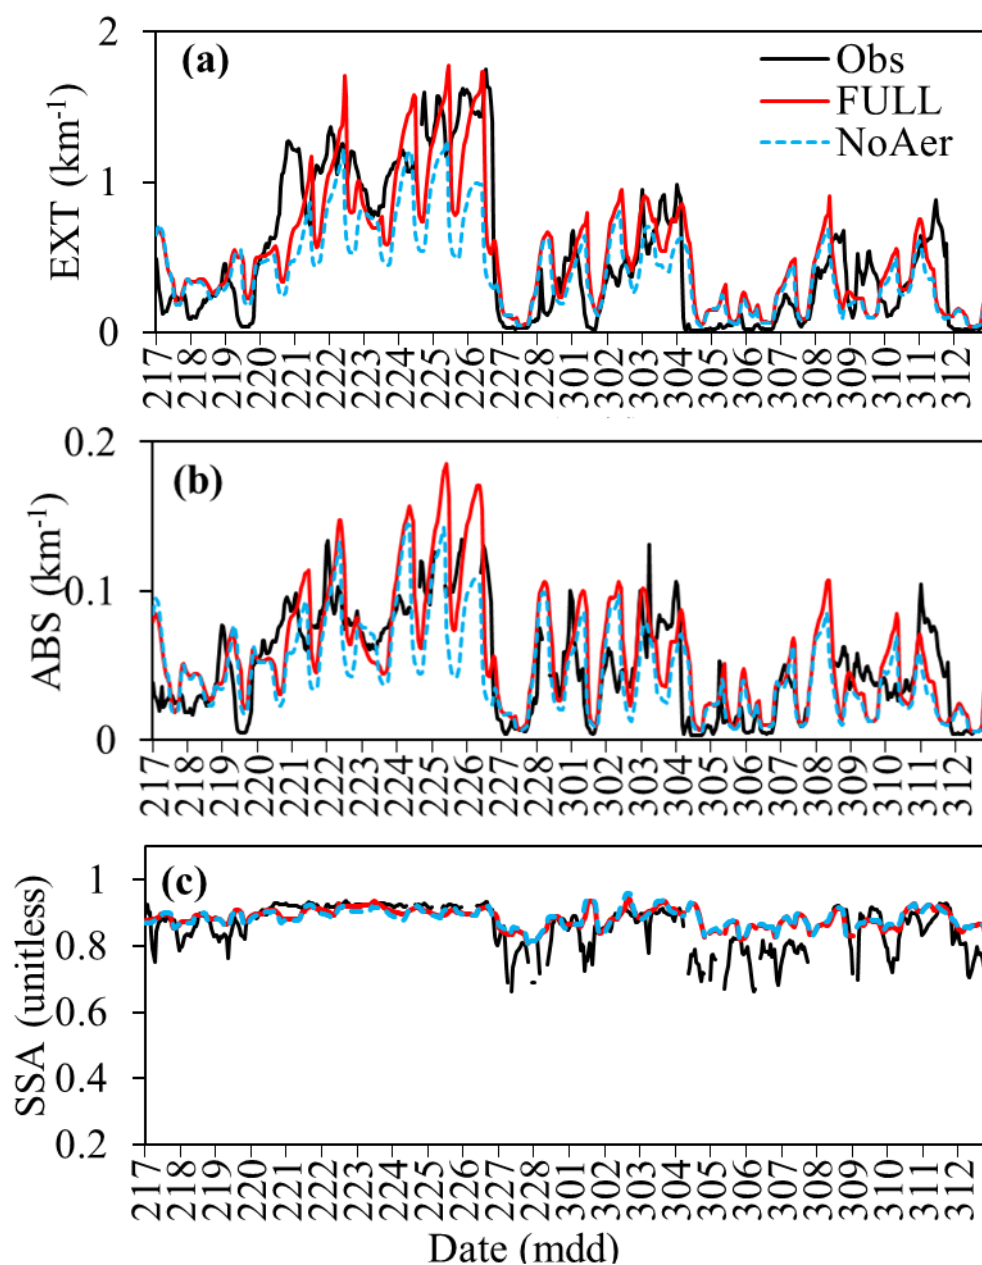 2
(a)
Obs
FULL
NoAer
1
0
EXT (km⁻¹)
217 218 219 220 221 222 223 224 225 226 227 228 301 302 303 304 305 306 307 308 309 310 311 312
0.2
(b)
0.1
0
ABS (km⁻¹)
217 218 219 220 221 222 223 224 225 226 227 228 301 302 303 304 305 306 307 308 309 310 311 312
1
(c)
0.8
0.6
0.4
0.2
SSA (unitless)
217 218 219 220 221 222 223 224 225 226 227 228 301 302 303 304 305 306 307 308 309 310 311 312
Date (mdd)